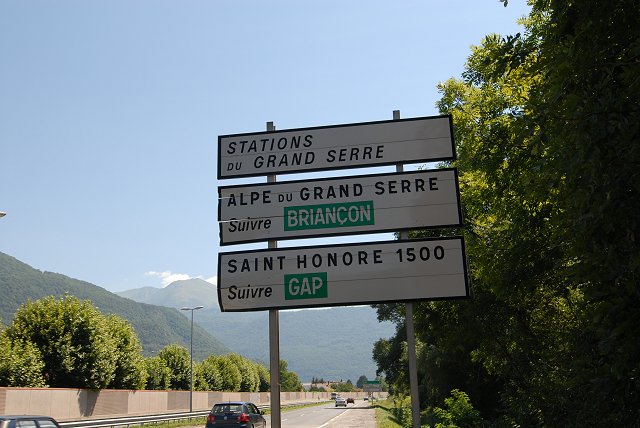 STATIONS
DU GRAND SERRE
ALPE DU GRAND SERRE
Suivre BRIANÇON
SAINT HONORE 1500
Suivre GAP